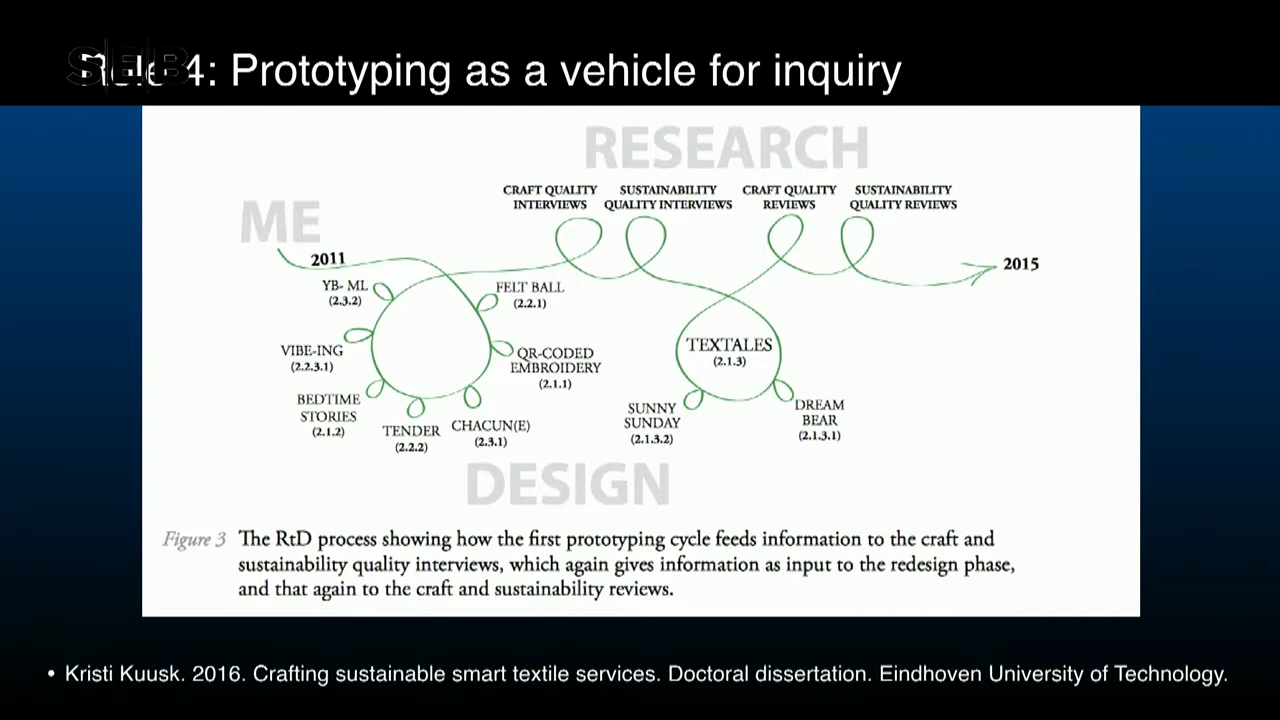 SEB
Role 4: Prototyping as a vehicle for inquiry
RESEARCH
CRAFT QUALITY
INTERVIEWS
SUSTAINABILITY
QUALITY INTERVIEWS
CRAFT QUALITY
REVIEWS
SUSTAINABILITY
QUALITY REVIEWS
ME
2011
2015
YB- ML
(2.3.2)
FELT BALL
(2.2.1)
VIBE-ING
(2.2.3.1)
QR-CODED
EMBROIDERY
(2.1.1)
TEXTALES
(2.1.3)
BEDTIME
STORIES
(2.1.2)
TENDER
(2.2.2)
CHACUN(E)
(2.3.1)
SUNNY
SUNDAY
(2.1.3.2)
DREAM
BEAR
(2.1.3.1)
DESIGN
Figure 3 The RtD process showing how the first prototyping cycle feeds information to the craft and
sustainability quality interviews, which again gives information as input to the redesign phase,
and that again to the craft and sustainability reviews.
• Kristi Kuusk. 2016. Crafting sustainable smart textile services. Doctoral dissertation. Eindhoven University of Technology.